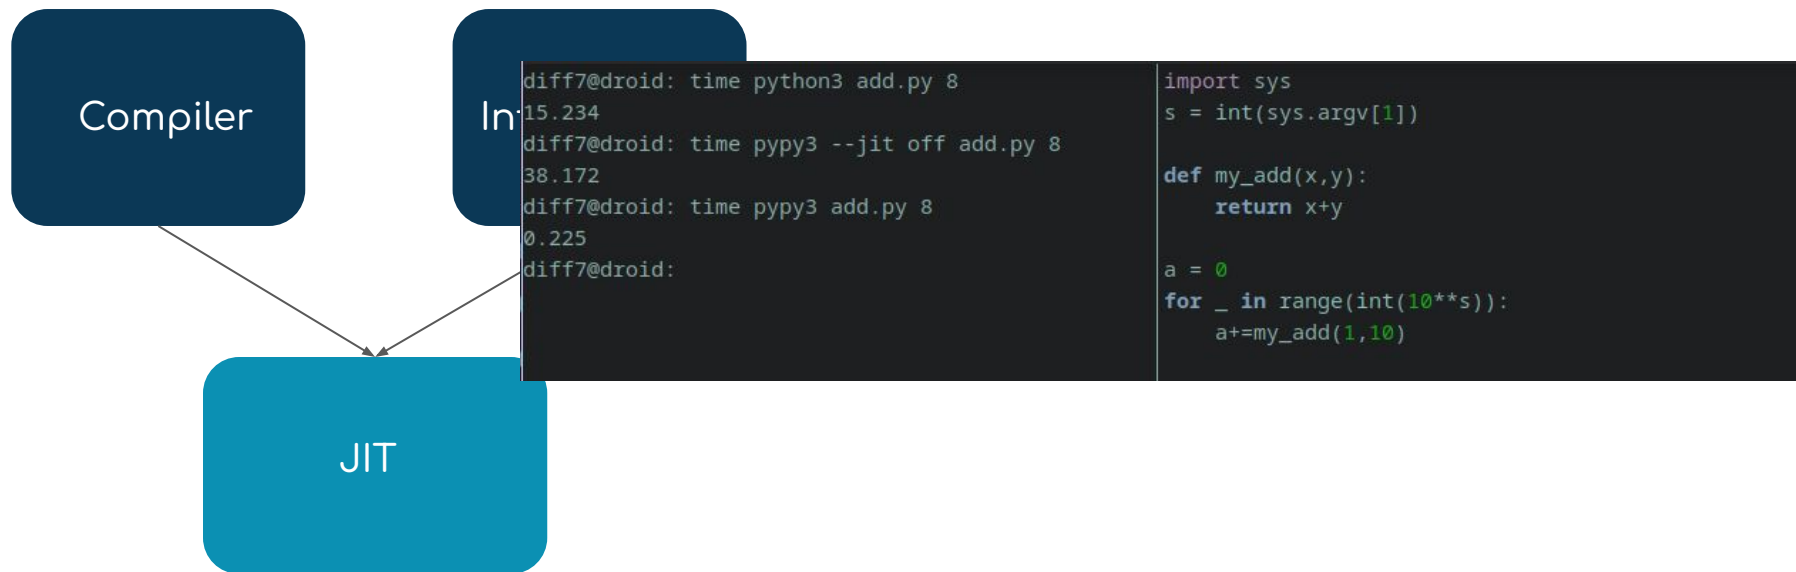 Compiler
In
diff7@droid: time python3 add.py 8
15.234
diff7@droid: time pypy3 --jit off add.py 8
38.172
diff7@droid: time pypy3 add.py 8
0.225
diff7@droid:
import sys
s = int(sys.argv[1])
def my_add(x,y):
    return x+y
a = 0
for _ in range(int(10**s)):
    a+=my_add(1,10)
JIT